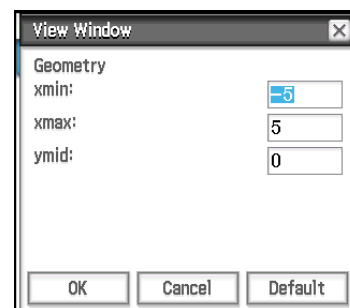 View Window
Geometry
xmin: -5
xmax: 5
ymid: 0
OK Cancel Default